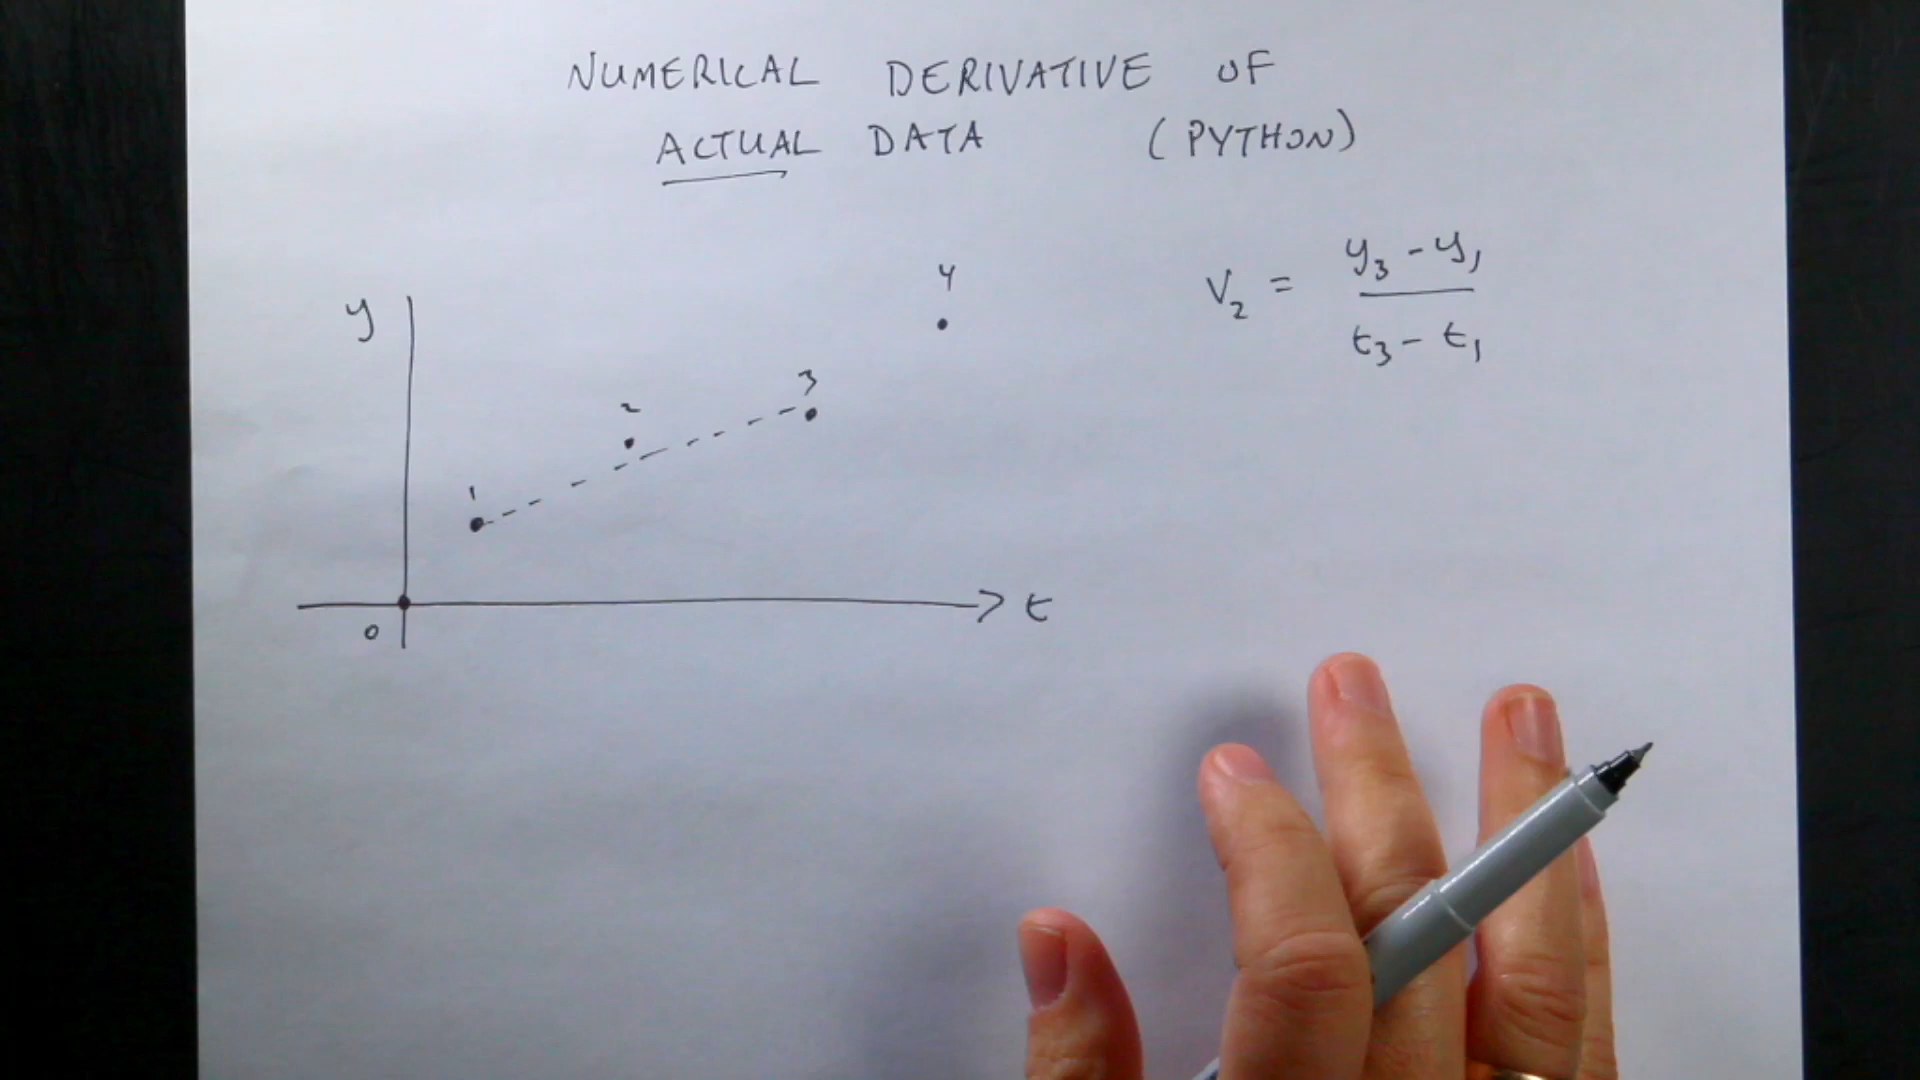 NUMERICAL DERIVATIVE OF
ACTUAL DATA (PYTHON)
y
1
2
3
4
0
t
V₂ = (y₃ - y₁) / (t₃ - t₁)